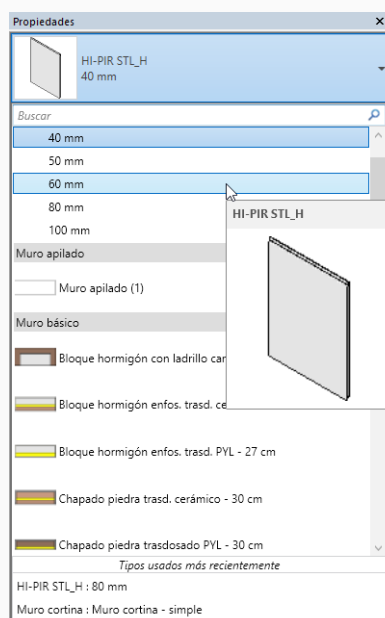 Propiedades
HI-PIR STL_H
40 mm
Buscar
40 mm
50 mm
60 mm
80 mm
100 mm
HI-PIR STL_H
Muro apilado
Muro apilado (1)
Muro básico
Bloque hormigón con ladrillo car
Bloque hormigón enfos. trasd. ce
Bloque hormigón enfos. trasd. PYL - 27 cm
Chapado piedra trasd. cerámico - 30 cm
Chapado piedra trasdosado PYL - 30 cm
Tipos usados más recientemente
HI-PIR STL_H : 80 mm
Muro cortina : Muro cortina - simple